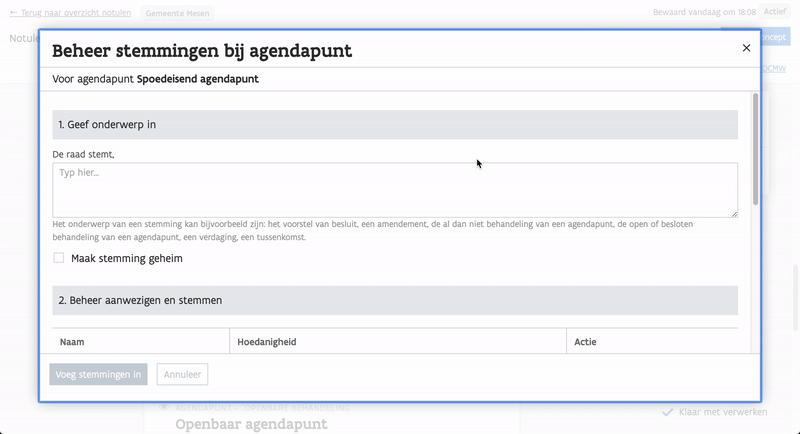 ← Terug naar overzicht notulen
Gemeente Mesen
Bewaard vandaag om 18:08
Actief
Beheer stemmingen bij agendapunt
Voor agendapunt Spoedeisend agendapunt
OCMW
1. Geef onderwerp in
De raad stemt,
Typ hier...
Het onderwerp van een stemming kan bijvoorbeeld zijn: het voorstel van besluit, een amendement, de al dan niet behandeling van een agendapunt, de open of besloten
behandeling van een agendapunt, een verdaging, een tussenkomst.
Maak stemming geheim
2. Beheer aanwezigen en stemmen
Naam
Hoedanigheid
Actie
Voeg stemmingen in
Annuleer
AGENDAPUNT - OPENBARE BEHANDELING
Openbaar agendapunt
Klaar met verwerken